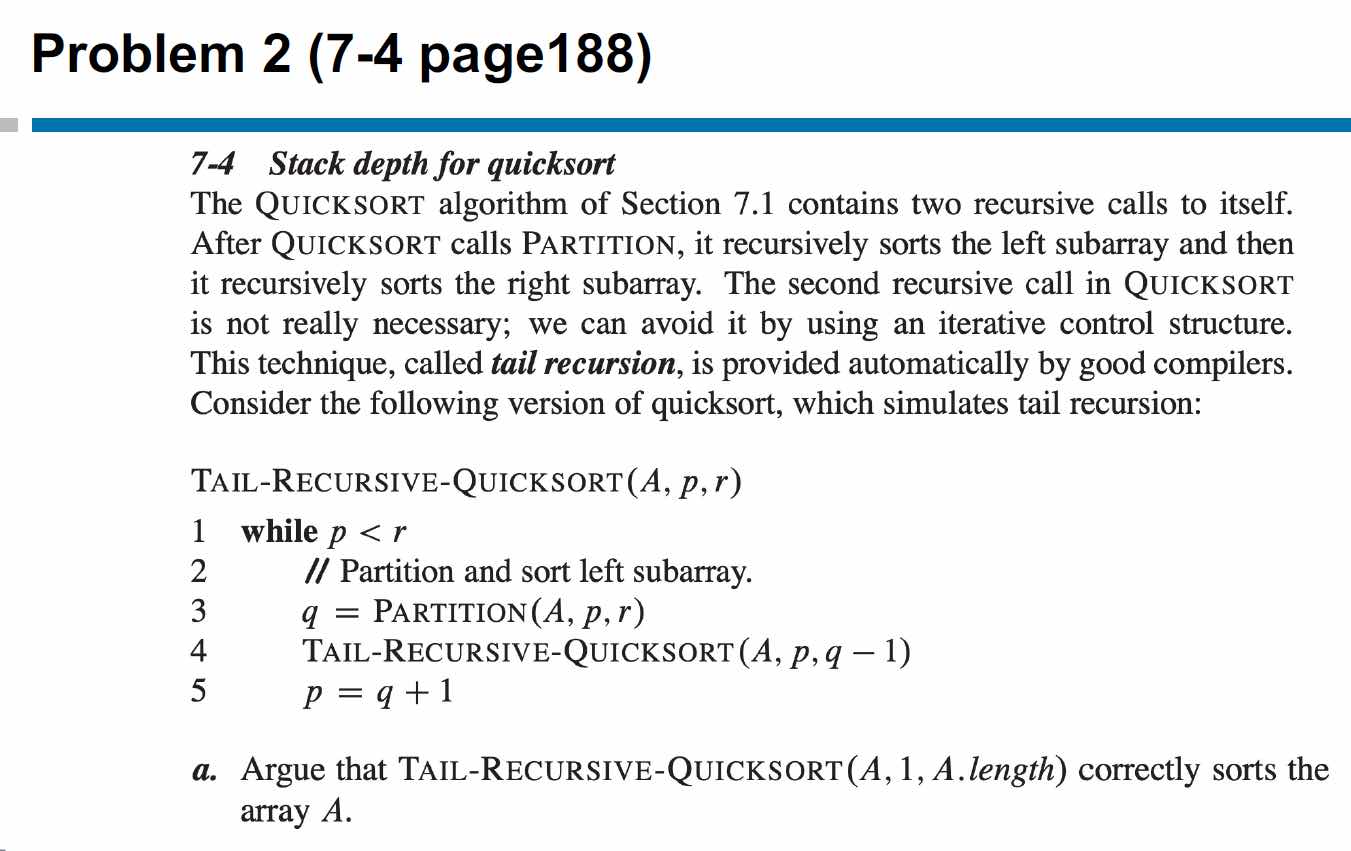 Problem 2 (7-4 page188)
7-4 Stack depth for quicksort
The QUICKSORT algorithm of Section 7.1 contains two recursive calls to itself.
After QUICKSORT calls PARTITION, it recursively sorts the left subarray and then
it recursively sorts the right subarray. The second recursive call in QUICKSORT
is not really necessary; we can avoid it by using an iterative control structure.
This technique, called tail recursion, is provided automatically by good compilers.
Consider the following version of quicksort, which simulates tail recursion:
TAIL-RECURSIVE-QUICKSORT(A, p, r)
1 while p < r
2 // Partition and sort left subarray.
3 q = PARTITION(A, p, r)
4 TAIL-RECURSIVE-QUICKSORT(A, p, q − 1)
5 p = q + 1
a. Argue that TAIL-RECURSIVE-QUICKSORT(A, 1, A.length) correctly sorts the
array A.